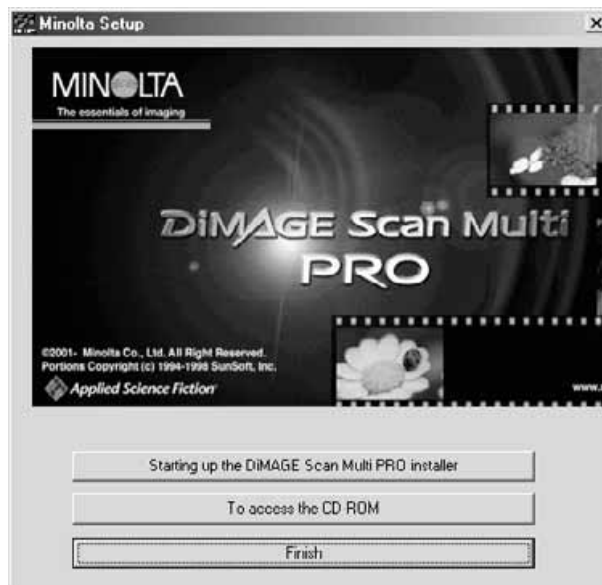 Minolta Setup
MINOLTA
The essentials of imaging
DiMAGE Scan Multi
PRO
©2001- Minolta Co., Ltd. All Right Reserved.
Portions Copyright (c) 1994-1998 SunSoft, Inc.
Applied Science Fiction
www.
Starting up the DiMAGE Scan Multi PRO installer
To access the CD ROM
Finish